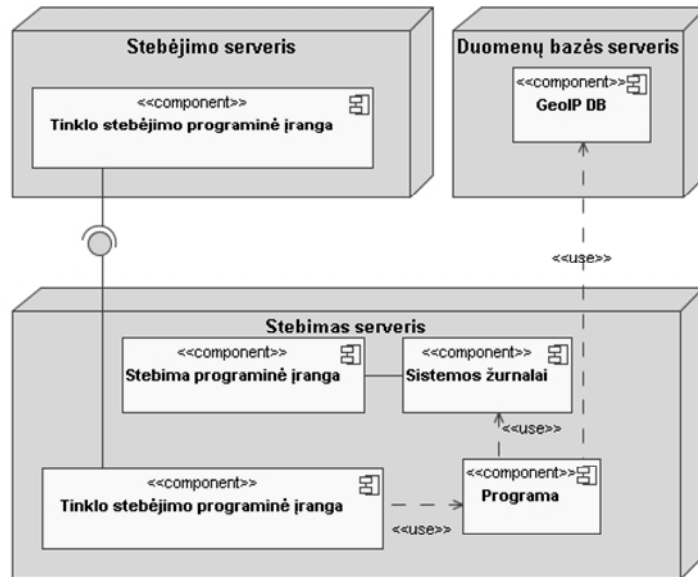 Stebėjimo serveris
<<component>>
Tinklo stebėjimo programinė įranga
Duomenų bazės serveris
<<component>>
GeoIP DB
<<use>>
Stebimas serveris
<<component>>
Stebima programinė įranga
<<component>>
Sistemos žurnalai
<<use>>
<<component>>
Tinklo stebėjimo programinė įranga
<<use>>
<<component>>
Programa